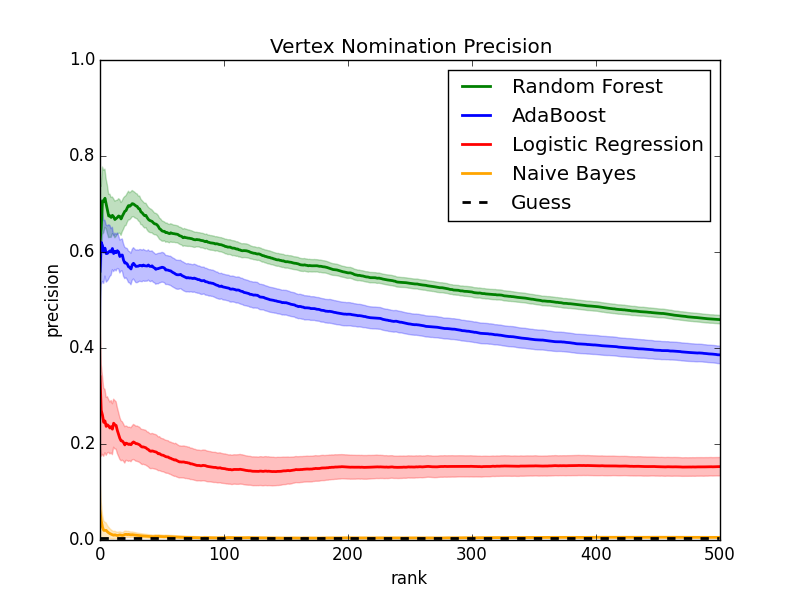 Vertex Nomination Precision
1.0
0.8
0.6
0.4
0.2
0.0
precision
Random Forest
AdaBoost
Logistic Regression
Naive Bayes
Guess
0 100 200 300 400 500
rank